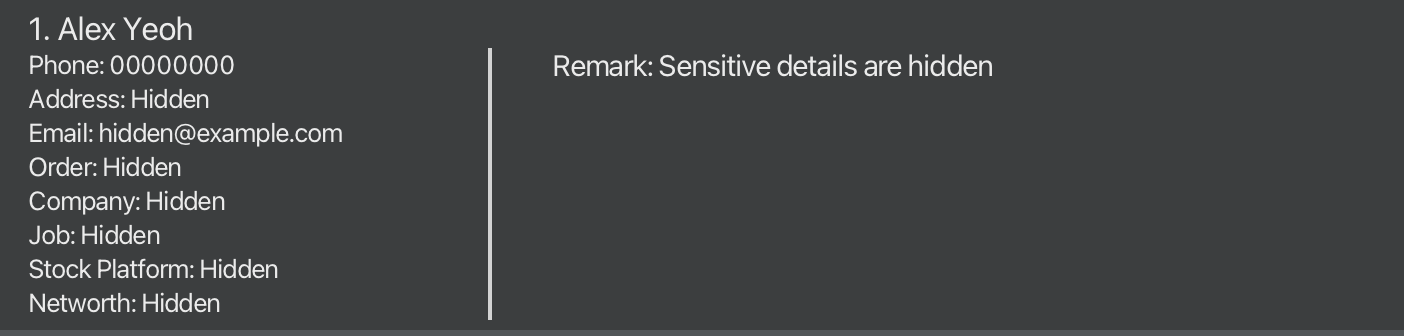 1. Alex Yeoh
Phone: 00000000
Address: Hidden
Email: hidden@example.com
Order: Hidden
Company: Hidden
Job: Hidden
Stock Platform: Hidden
Networth: Hidden
Remark: Sensitive details are hidden